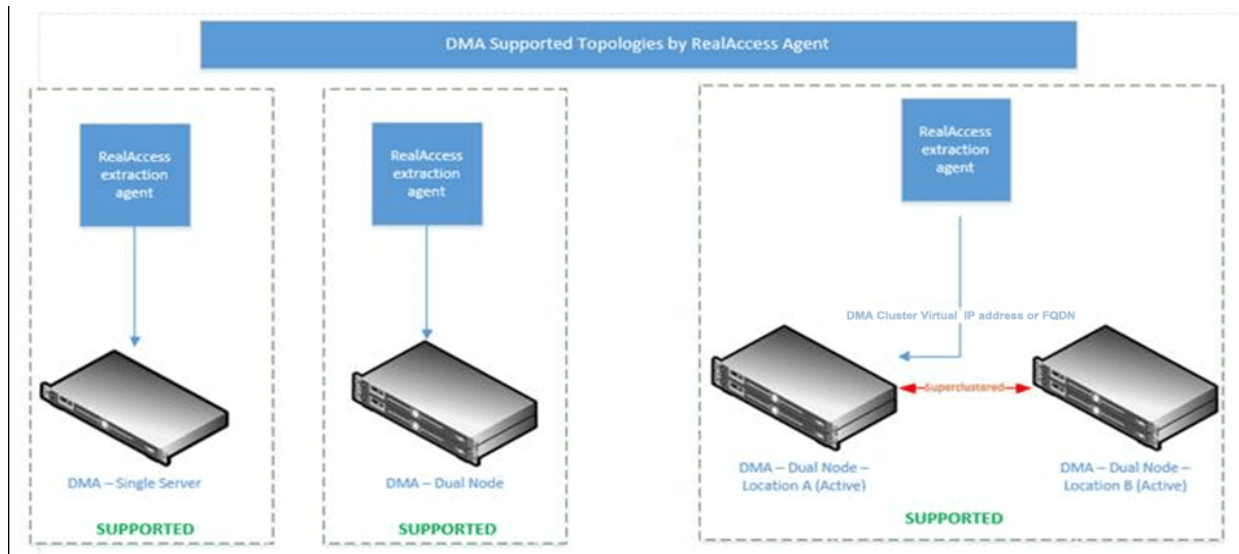 DMA Supported Topologies by RealAccess Agent
RealAccess
extraction
agent
DMA – Single Server
SUPPORTED
RealAccess
extraction
agent
DMA – Dual Node
SUPPORTED
RealAccess
extraction
agent
DMA Cluster Virtual IP address or FQDN
Superclustered
DMA – Dual Node –
Location A (Active)
DMA – Dual Node –
Location B (Active)
SUPPORTED